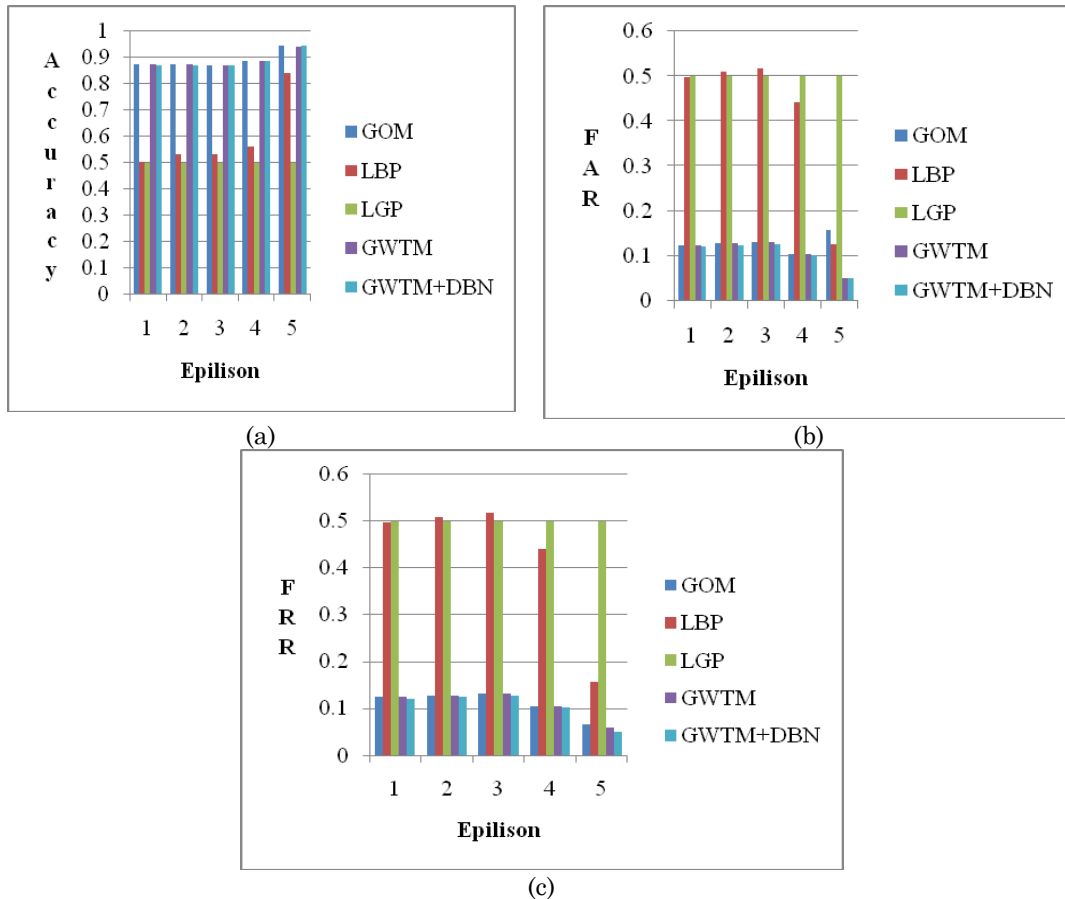 Accuracy
1
0.9
0.8
0.7
0.6
0.5
0.4
0.3
0.2
0.1
0
1 2 3 4 5
Epilison
GOM
LBP
LGP
GWTM
GWTM+DBN
(a)
FAR
0.6
0.5
0.4
0.3
0.2
0.1
0
1 2 3 4 5
Epilison
GOM
LBP
LGP
GWTM
GWTM+DBN
(b)
FRR
0.6
0.5
0.4
0.3
0.2
0.1
0
1 2 3 4 5
Epilison
GOM
LBP
LGP
GWTM
GWTM+DBN
(c)